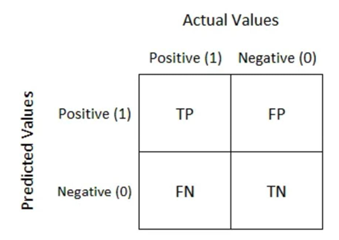 Actual Values
Positive (1) Negative (0)
Predicted Values
Positive (1) TP FP
Negative (0) FN TN